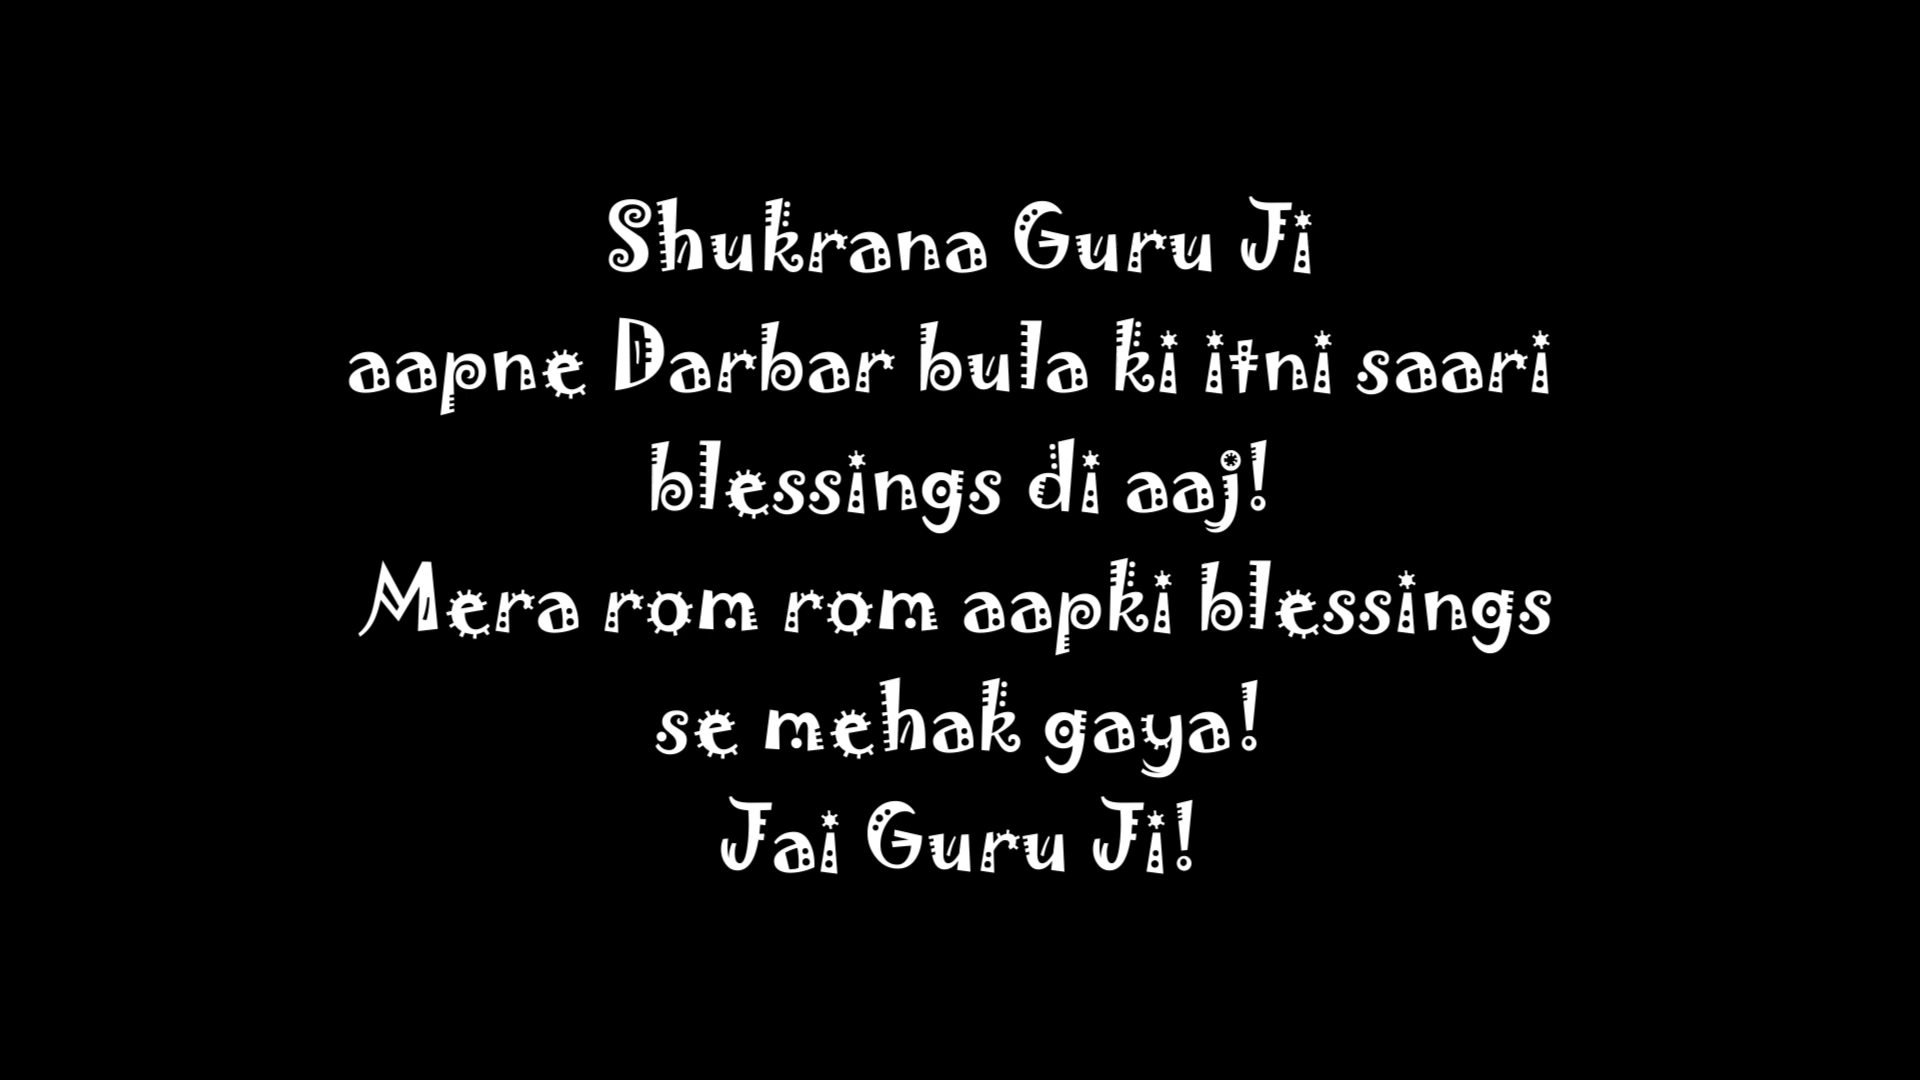 Shukrana Guru Ji
aapne Darbar bula ki itni saari
blessings di aaj!
Mera rom rom aapki blessings
se mehak gaya!
Jai Guru Ji!